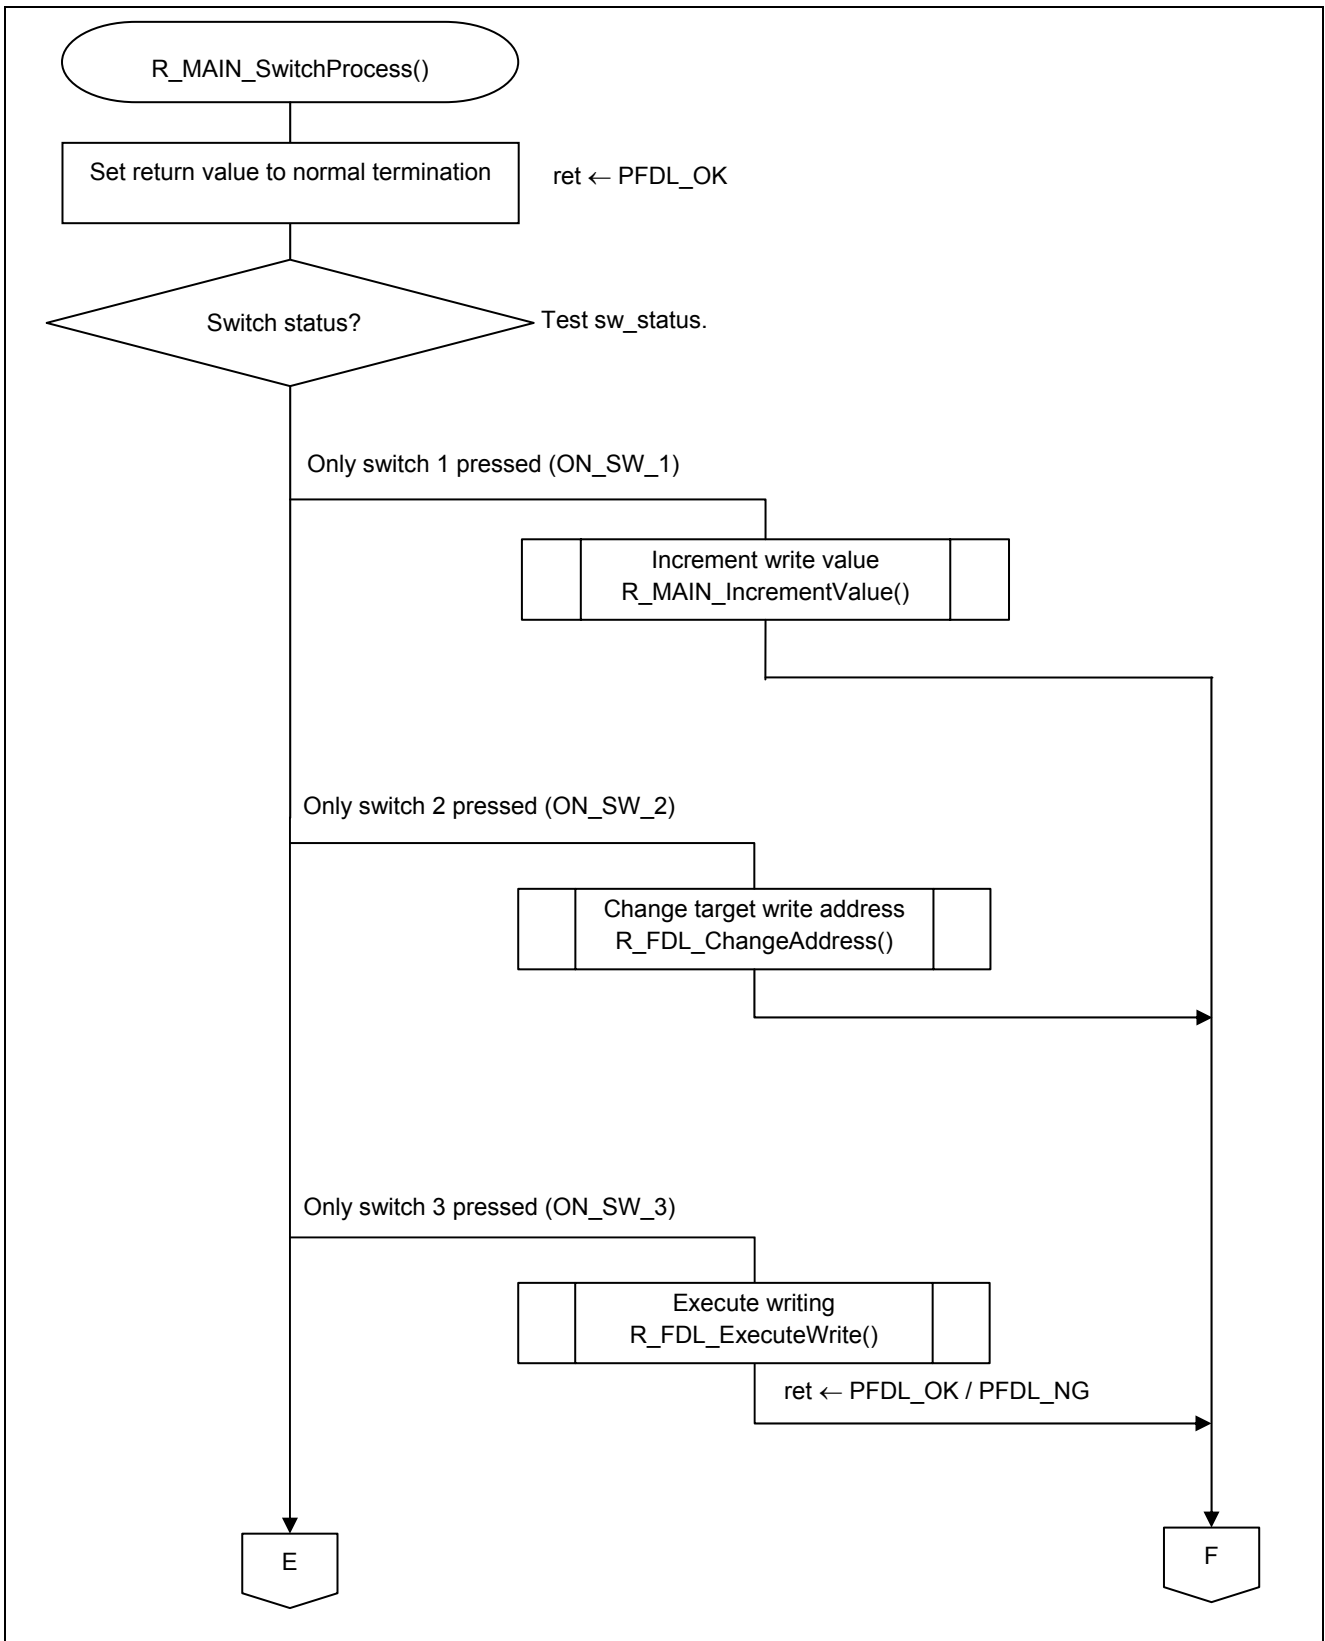 R_MAIN_SwitchProcess()
Set return value to normal termination
ret ← PFDL_OK
Switch status?
Test sw_status.
Only switch 1 pressed (ON_SW_1)
Increment write value
R_MAIN_IncrementValue()
Only switch 2 pressed (ON_SW_2)
Change target write address
R_FDL_ChangeAddress()
Only switch 3 pressed (ON_SW_3)
Execute writing
R_FDL_ExecuteWrite()
ret ← PFDL_OK / PFDL_NG
E
F